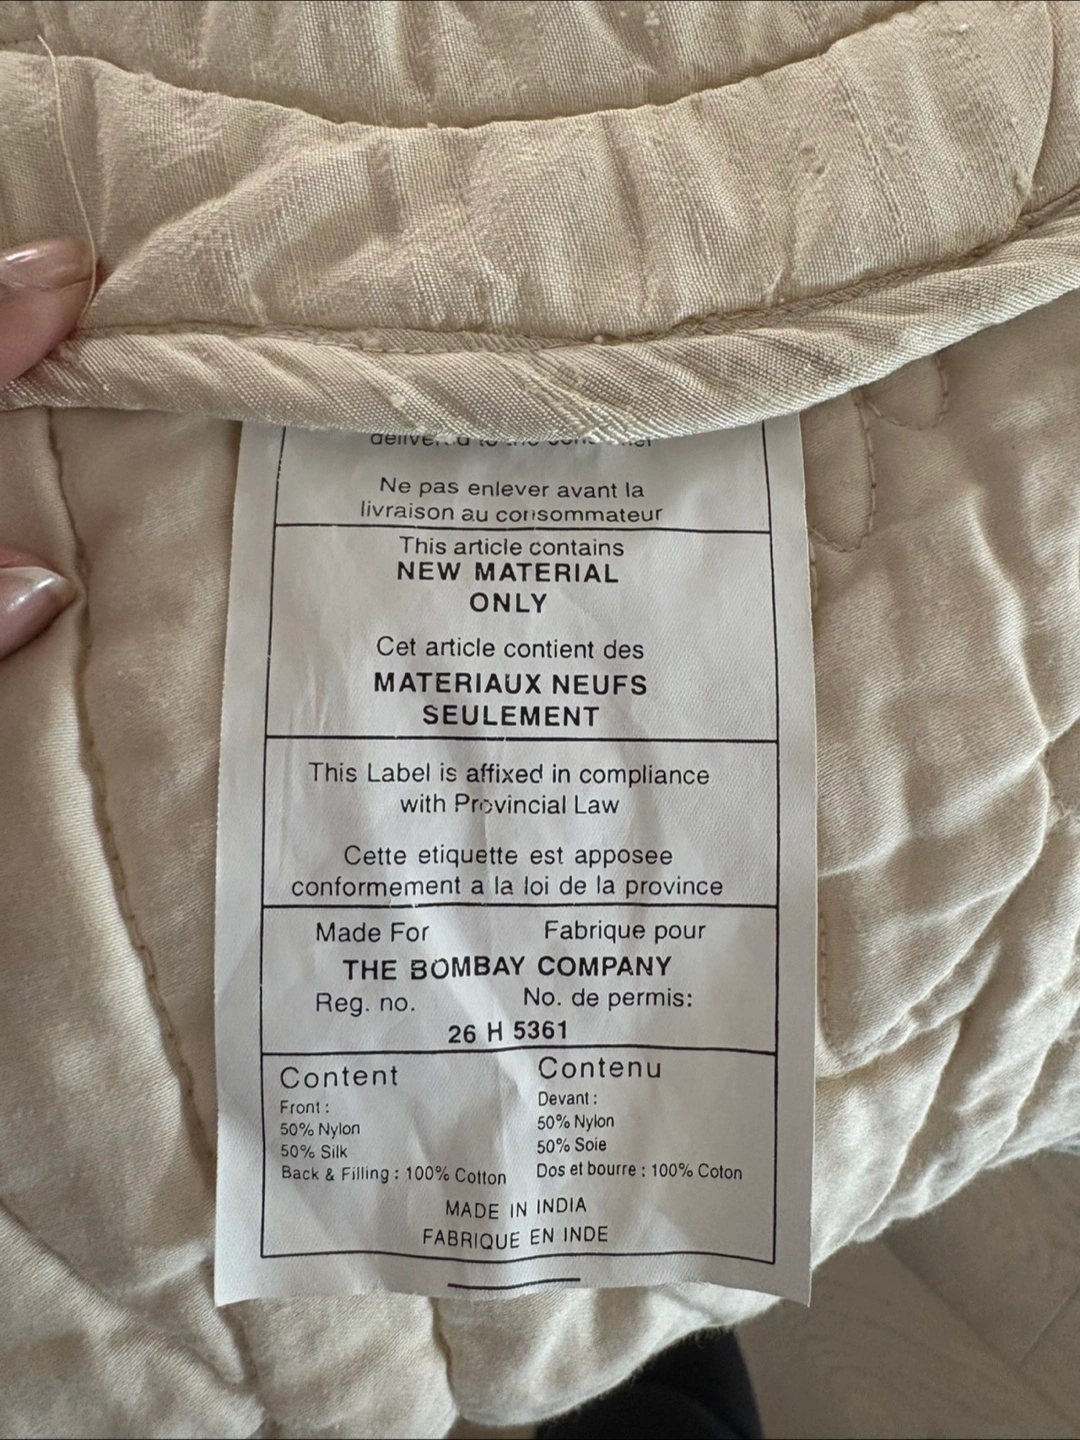 delivered to the consumer
Ne pas enlever avant la
livraison au consommateur
This article contains
NEW MATERIAL
ONLY
Cet article contient des
MATERIAUX NEUFS
SEULEMENT
This Label is affixed in compliance
with Provincial Law
Cette etiquette est apposee
conformement a la loi de la province
Made For Fabrique pour
THE BOMBAY COMPANY
Reg. no. No. de permis:
26 H 5361
Content Contenu
Front : Devant :
50% Nylon 50% Nylon
50% Silk 50% Soie
Back & Filling : 100% Cotton Dos et bourre : 100% Coton
MADE IN INDIA
FABRIQUE EN INDE